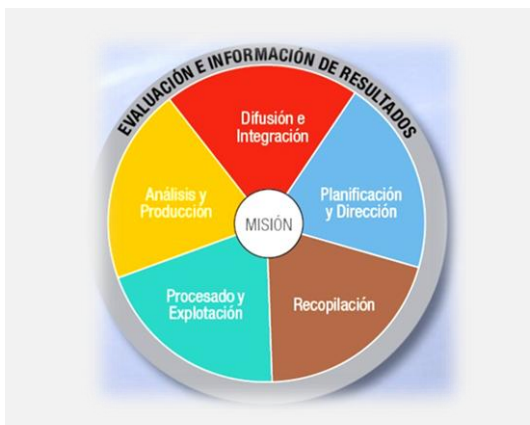 EVALUACIÓN E INFORMACIÓN DE RESULTADOS
Difusión e
Integración
Análisis y
Producción
Planificación
y Dirección
MISIÓN
Procesado y
Explotación
Recopilación